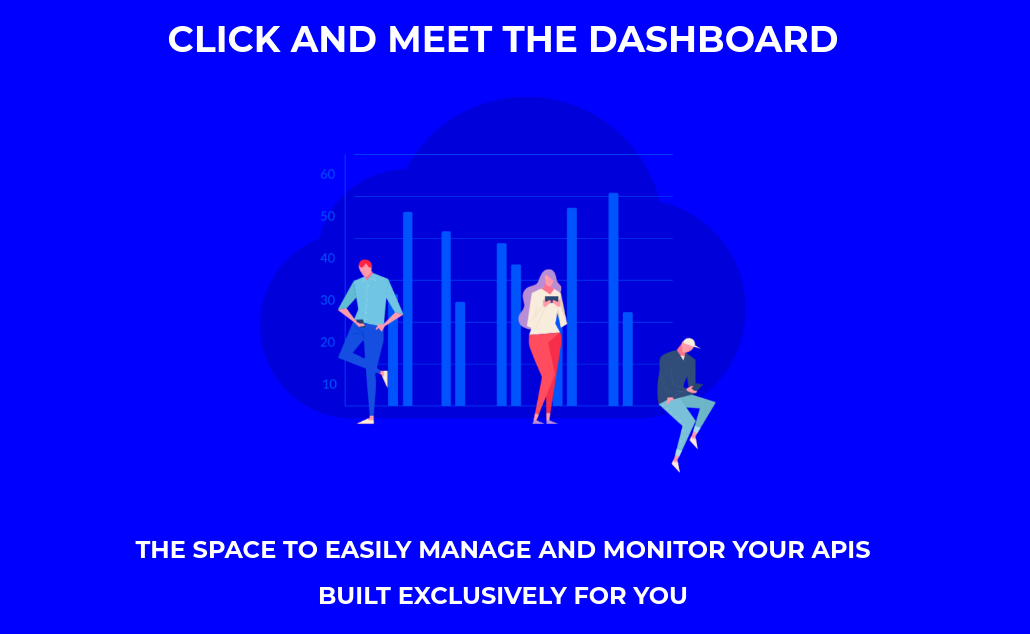 CLICK AND MEET THE DASHBOARD
60
50
40
30
20
10
THE SPACE TO EASILY MANAGE AND MONITOR YOUR APIS
BUILT EXCLUSIVELY FOR YOU